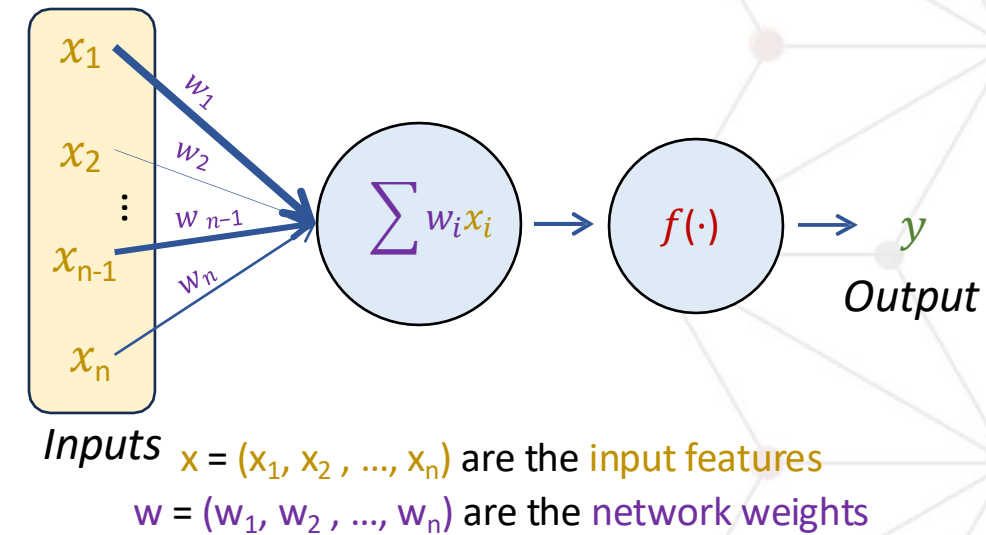 x₁
w₁
x₂
w₂
⋮
w ₙ₋₁
xₙ₋₁
wₙ
xₙ
∑ wᵢxᵢ
f(·)
y
Output
Inputs
x = (x₁, x₂ , …, xₙ) are the input features
w = (w₁, w₂ , …, wₙ) are the network weights